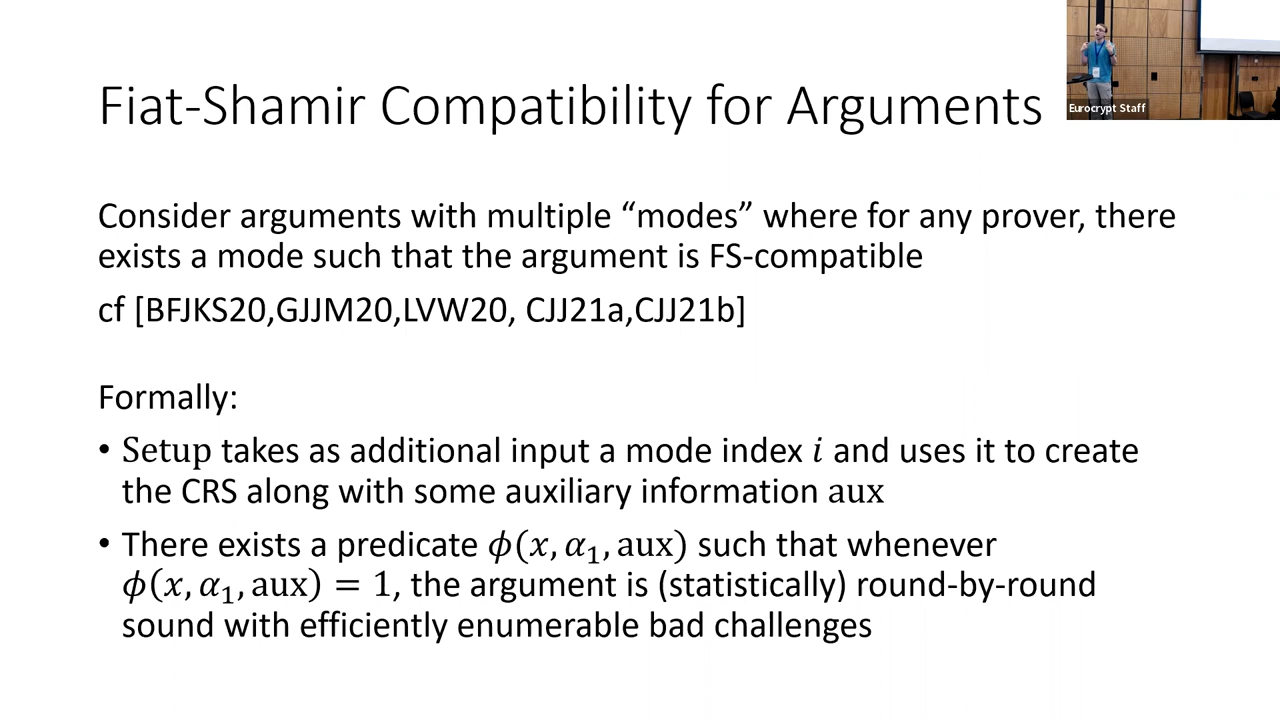 Fiat-Shamir Compatibility for Arguments
Eurocrypt Staff
Consider arguments with multiple “modes” where for any prover, there
exists a mode such that the argument is FS-compatible
cf [BFJKS20,GJJM20,LVW20, CJJ21a,CJJ21b]
Formally:
• Setup takes as additional input a mode index 𝑖 and uses it to create
the CRS along with some auxiliary information aux
• There exists a predicate 𝜙(𝑥, 𝛼₁, aux) such that whenever
𝜙(𝑥, 𝛼₁, aux) = 1, the argument is (statistically) round-by-round
sound with efficiently enumerable bad challenges